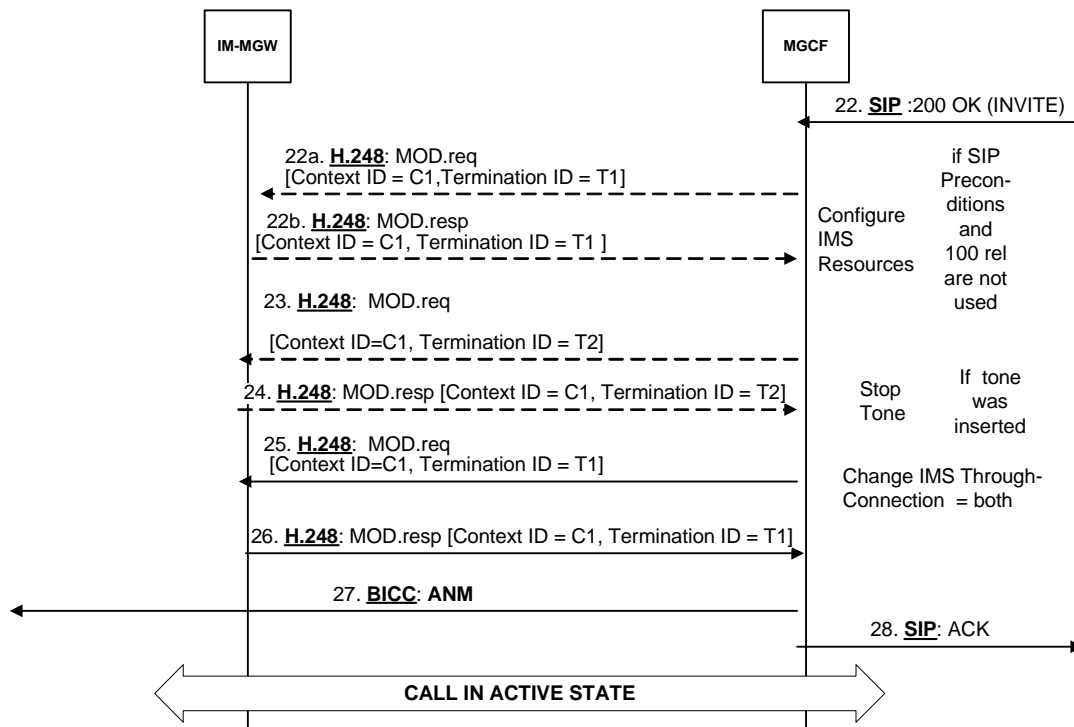 IM-MGW
MGCF
22. SIP :200 OK (INVITE)
22a. H.248: MOD.req
[Context ID = C1,Termination ID = T1]
22b. H.248: MOD.resp
[Context ID = C1, Termination ID = T1 ]
Configure
IMS
Resources
if SIP
Precon-
ditions
and
100 rel
are not
used
23. H.248: MOD.req
[Context ID=C1, Termination ID = T2]
24. H.248: MOD.resp [Context ID = C1, Termination ID = T2]
Stop
Tone
If tone
was
inserted
25. H.248: MOD.req
[Context ID=C1, Termination ID = T1]
Change IMS Through-
Connection = both
26. H.248: MOD.resp [Context ID = C1, Termination ID = T1]
27. BICC: ANM
28. SIP: ACK
CALL IN ACTIVE STATE